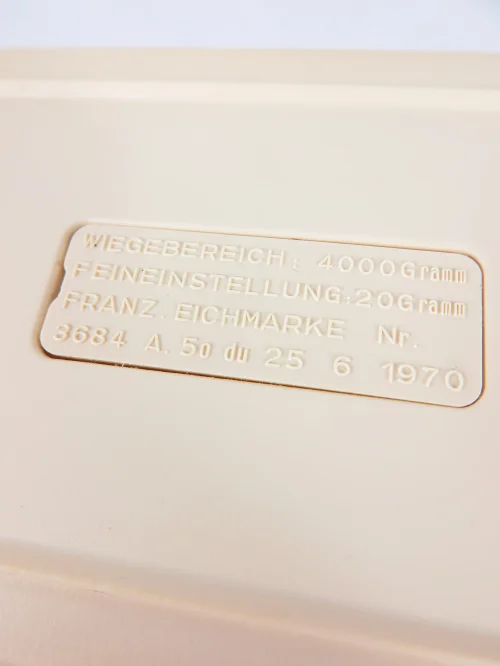 WIEGEBEREICH: 4000Gramm
FEINEINSTELLUNG:20Gramm
FRANZ. EICHMARKE Nr.
3684 A.50 du 25 6 1970